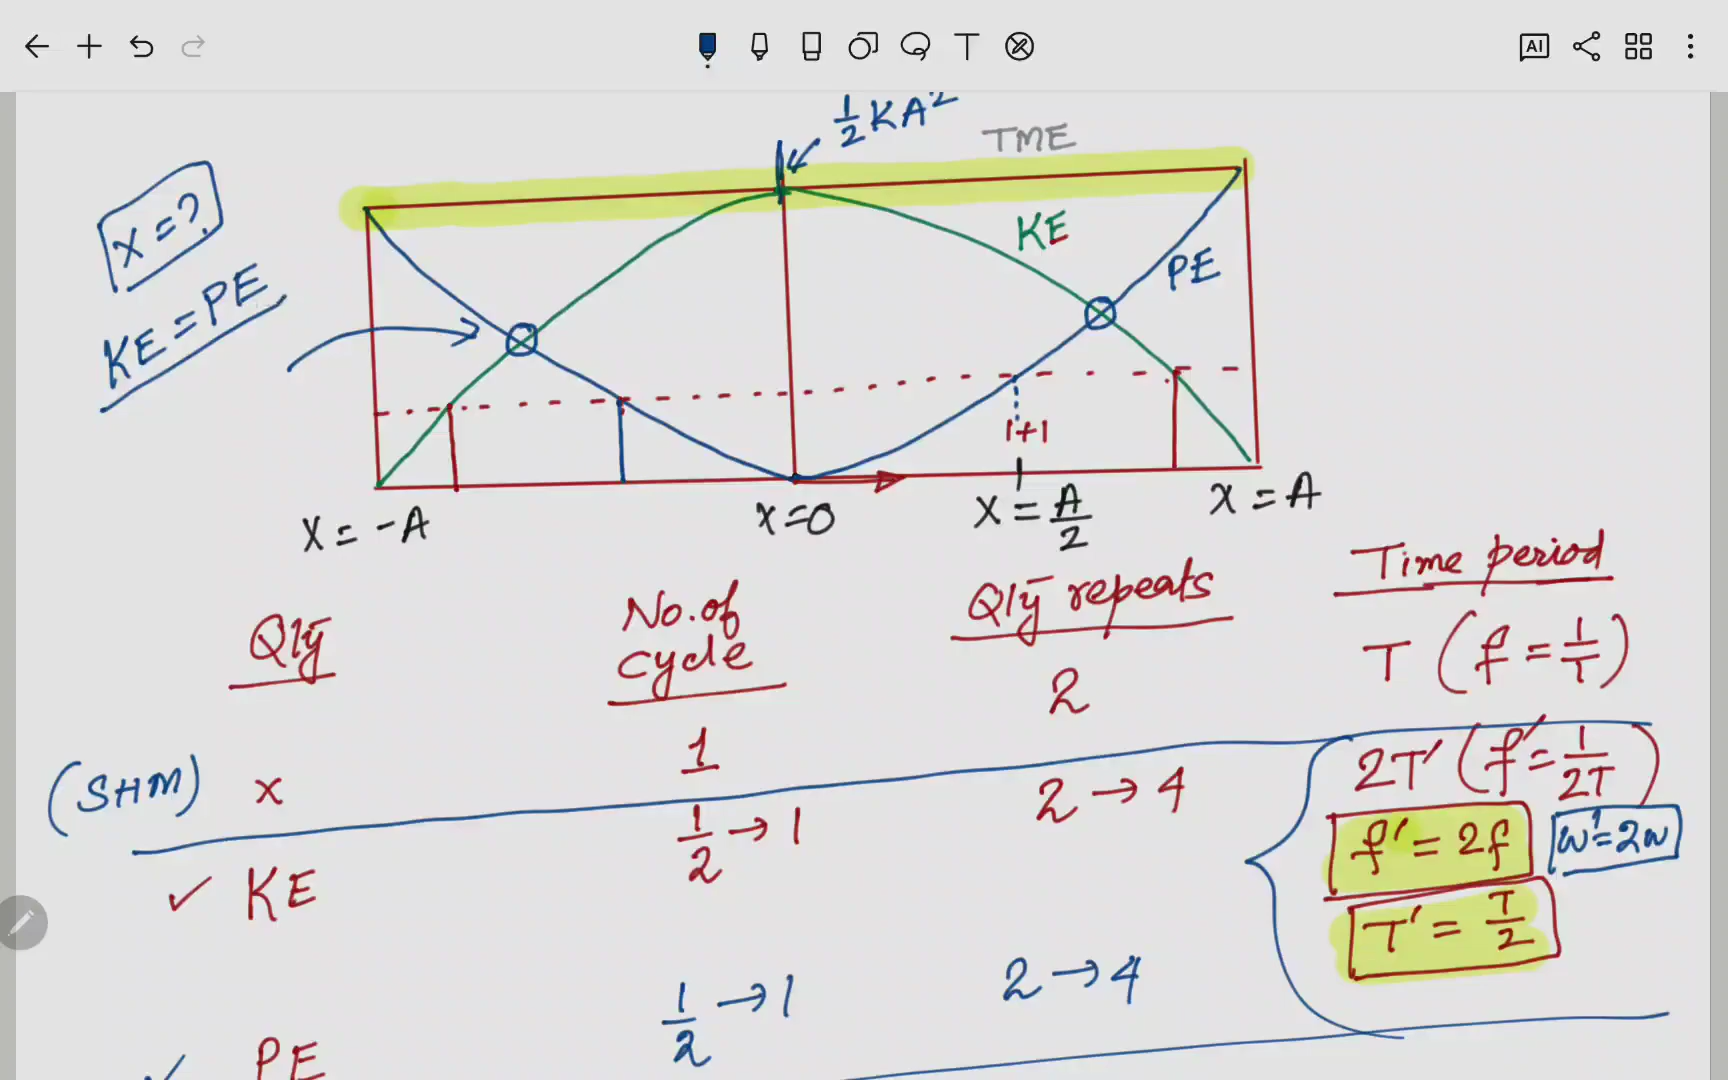 AI
½KA²
TME
x=?
KE = PE
KE
PE
1+1
x = -A
x=0
x = A/2
x = A
Qty
No. of cycle
Qty repeats
Time period
2
T (f = 1/T)
(SHM) x
1
2T' (f' = 1/2T)
✓ KE
1/2 → 1
2 → 4
f' = 2f
w' = 2w
T' = T/2
✓ PE
1/2 → 1
2 → 4